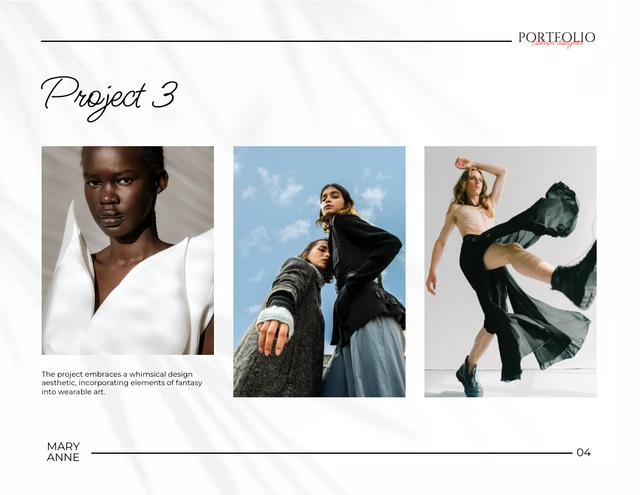 PORTFOLIO
fashion designer
Project 3
The project embraces a whimsical design
aesthetic, incorporating elements of fantasy
into wearable art.
MARY
ANNE
04